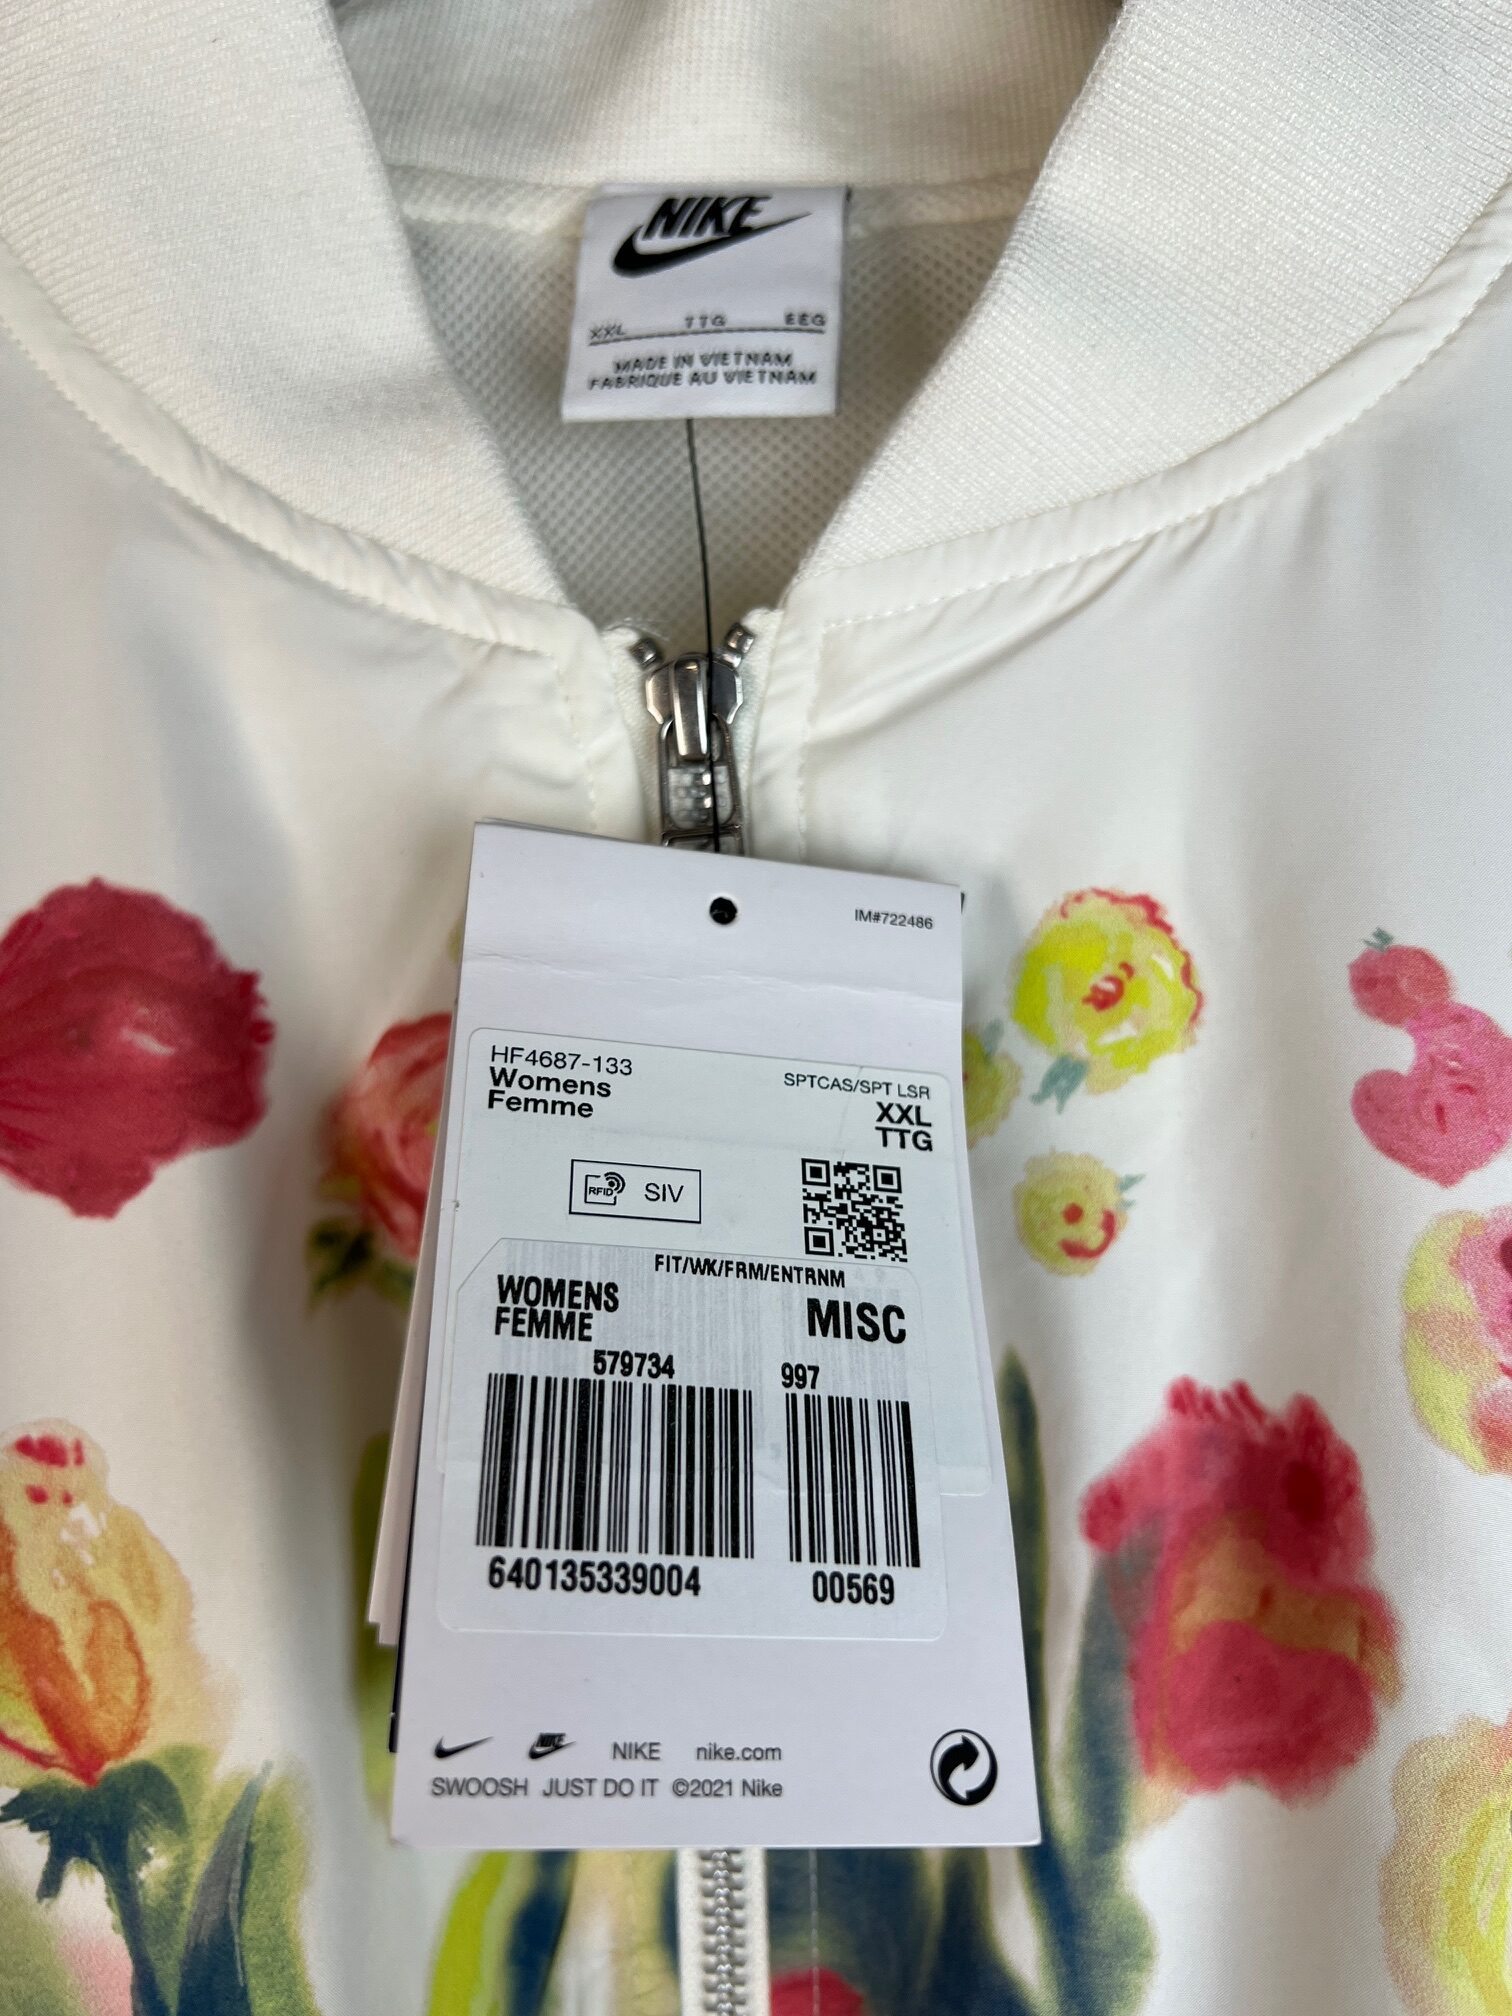 NIKE
XXL TTG EEG
MADE IN VIETNAM
FABRIQUE AU VIETNAM
IM#722486
HF4687-133
Womens
Femme
SPTCAS/SPT LSR
XXL
TTG
RFID SIV
FIT/WK/FRM/ENTRNM
WOMENS
FEMME
MISC
579734 997
640135339004 00569
NIKE NIKE nike.com
SWOOSH JUST DO IT ©2021 Nike